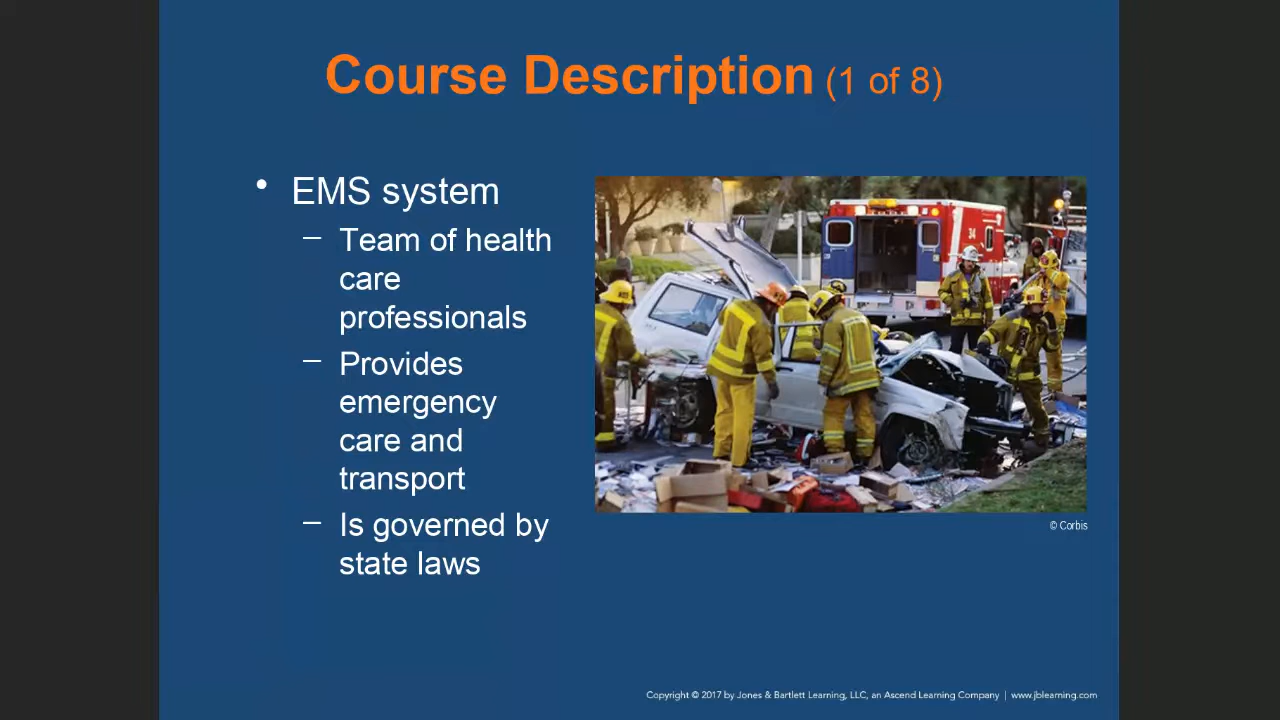 Course Description (1 of 8)
• EMS system
– Team of health
care
professionals
– Provides
emergency
care and
transport
– Is governed by
state laws
34
© Corbis
Copyright © 2017 by Jones & Bartlett Learning, LLC, an Ascend Learning Company | www.jblearning.com